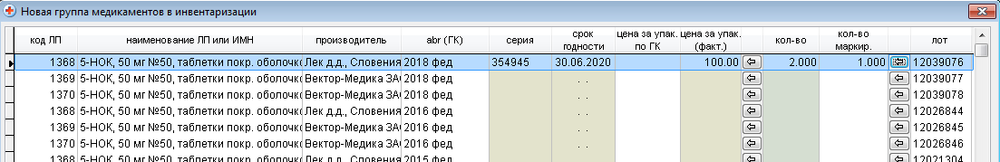 Новая группа медикаментов в инвентаризации
код ЛП наименование ЛП или ИМН производитель abr (ГК) серия срок годности цена за упак. по ГК цена за упак. (факт.) кол-во кол-во маркир. лот
1368 5-НОК, 50 мг №50, таблетки покр. оболочко Лек д.д., Словения 2018 фед 354945 30.06.2020 100.00 2.000 1.000 12039076
1369 5-НОК, 50 мг №50, таблетки покр. оболочко Вектор-Медика ЗАО 2018 фед . . 12039077
1370 5-НОК, 50 мг №50, таблетки покр. оболочко Вектор-Медика ЗАО 2018 фед . . 12039078
1368 5-НОК, 50 мг №50, таблетки покр. оболочко Лек д.д., Словения 2016 фед . . 12026844
1369 5-НОК, 50 мг №50, таблетки покр. оболочко Вектор-Медика ЗАО 2016 фед . . 12026845
1370 5-НОК, 50 мг №50, таблетки покр. оболочко Вектор-Медика ЗАО 2016 фед . . 12026846
1368 5-НОК, 50 мг №50, таблетки покр. оболочко Лек д.д., Словения 2015 фед 12021304